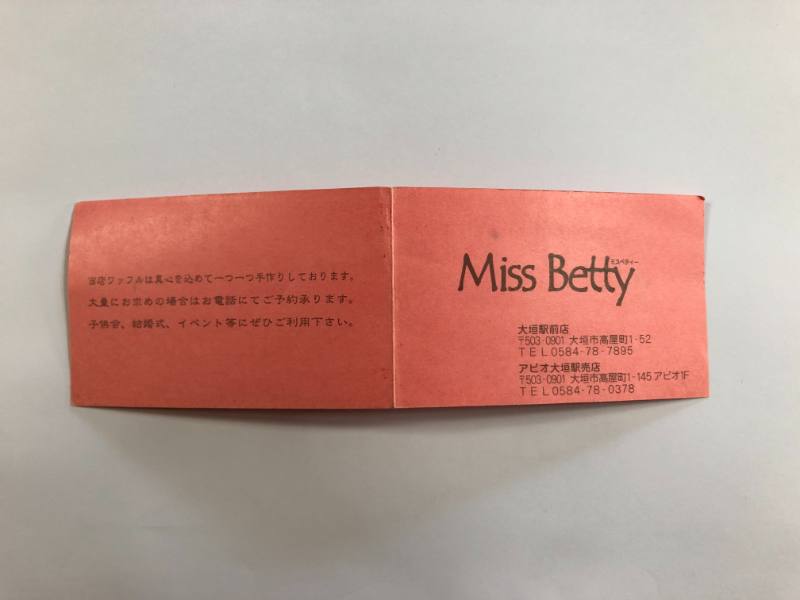 当店ワッフルは真心を込めて一つ一つ手作りしております。
大量にお求めの場合はお電話にてご予約承ります。
子供会、結婚式、イベント等にぜひご利用下さい。
Miss Betty
ミスベティー
大垣駅前店
〒503-0901 大垣市高屋町1-52
TEL0584-78-7895
アピオ大垣駅売店
〒503-0901 大垣市高屋町1-145 アピオ1F
TEL0584-78-0378